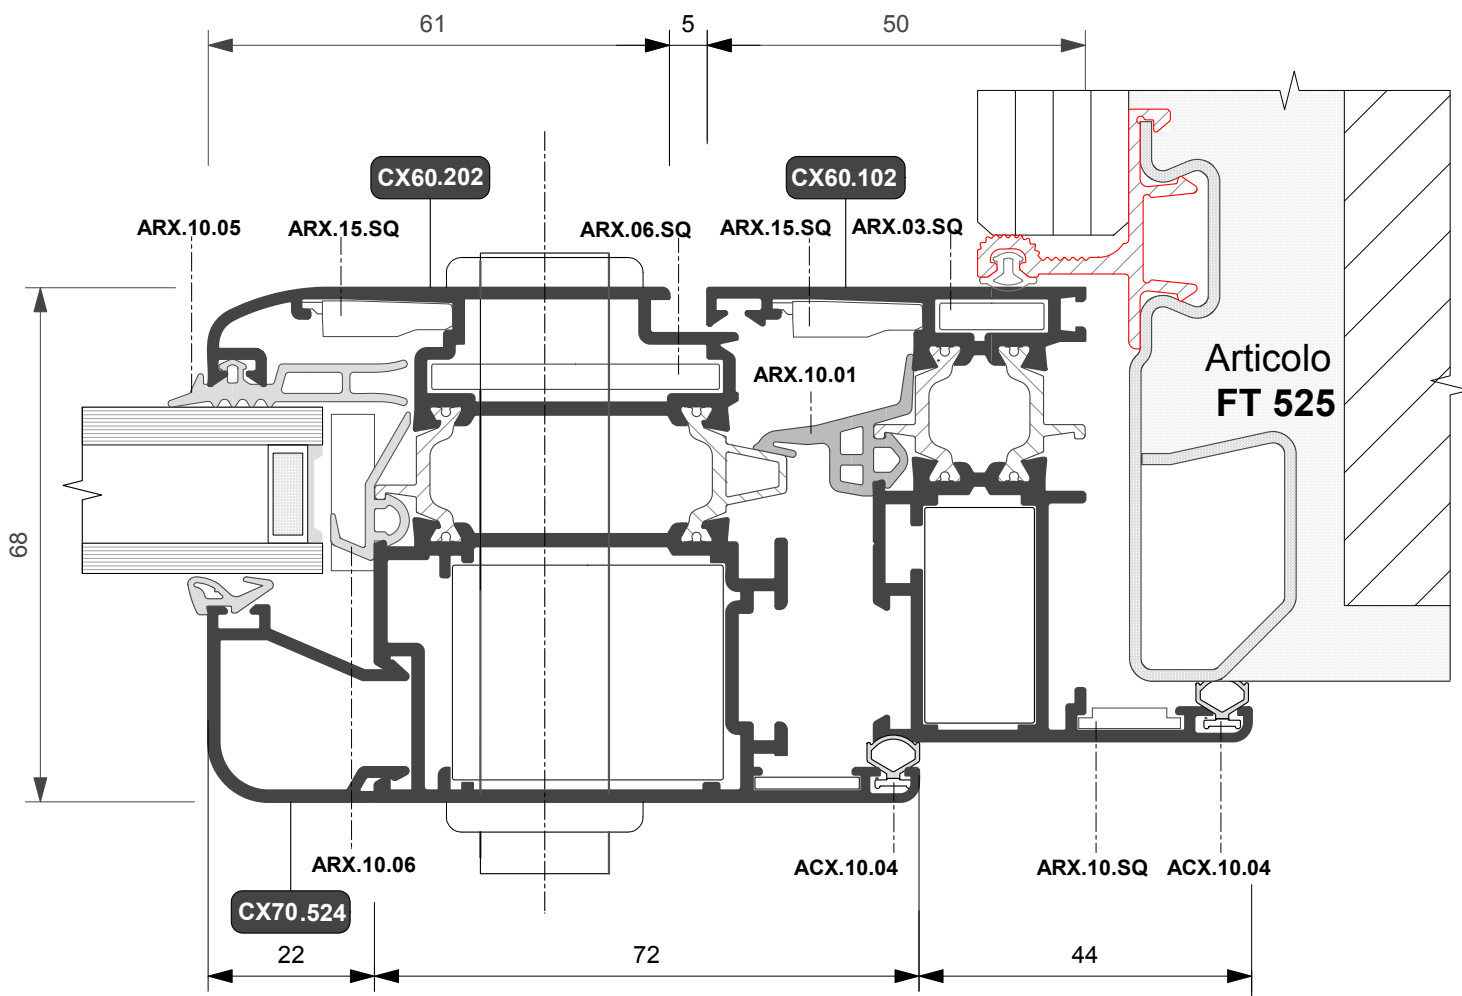 61
5
50
CX60.202
CX60.102
ARX.10.05
ARX.15.SQ
ARX.06.SQ
ARX.15.SQ
ARX.03.SQ
Articolo
FT 525
ARX.10.01
68
ARX.10.06
ACX.10.04
ARX.10.SQ
ACX.10.04
CX70.524
22
72
44